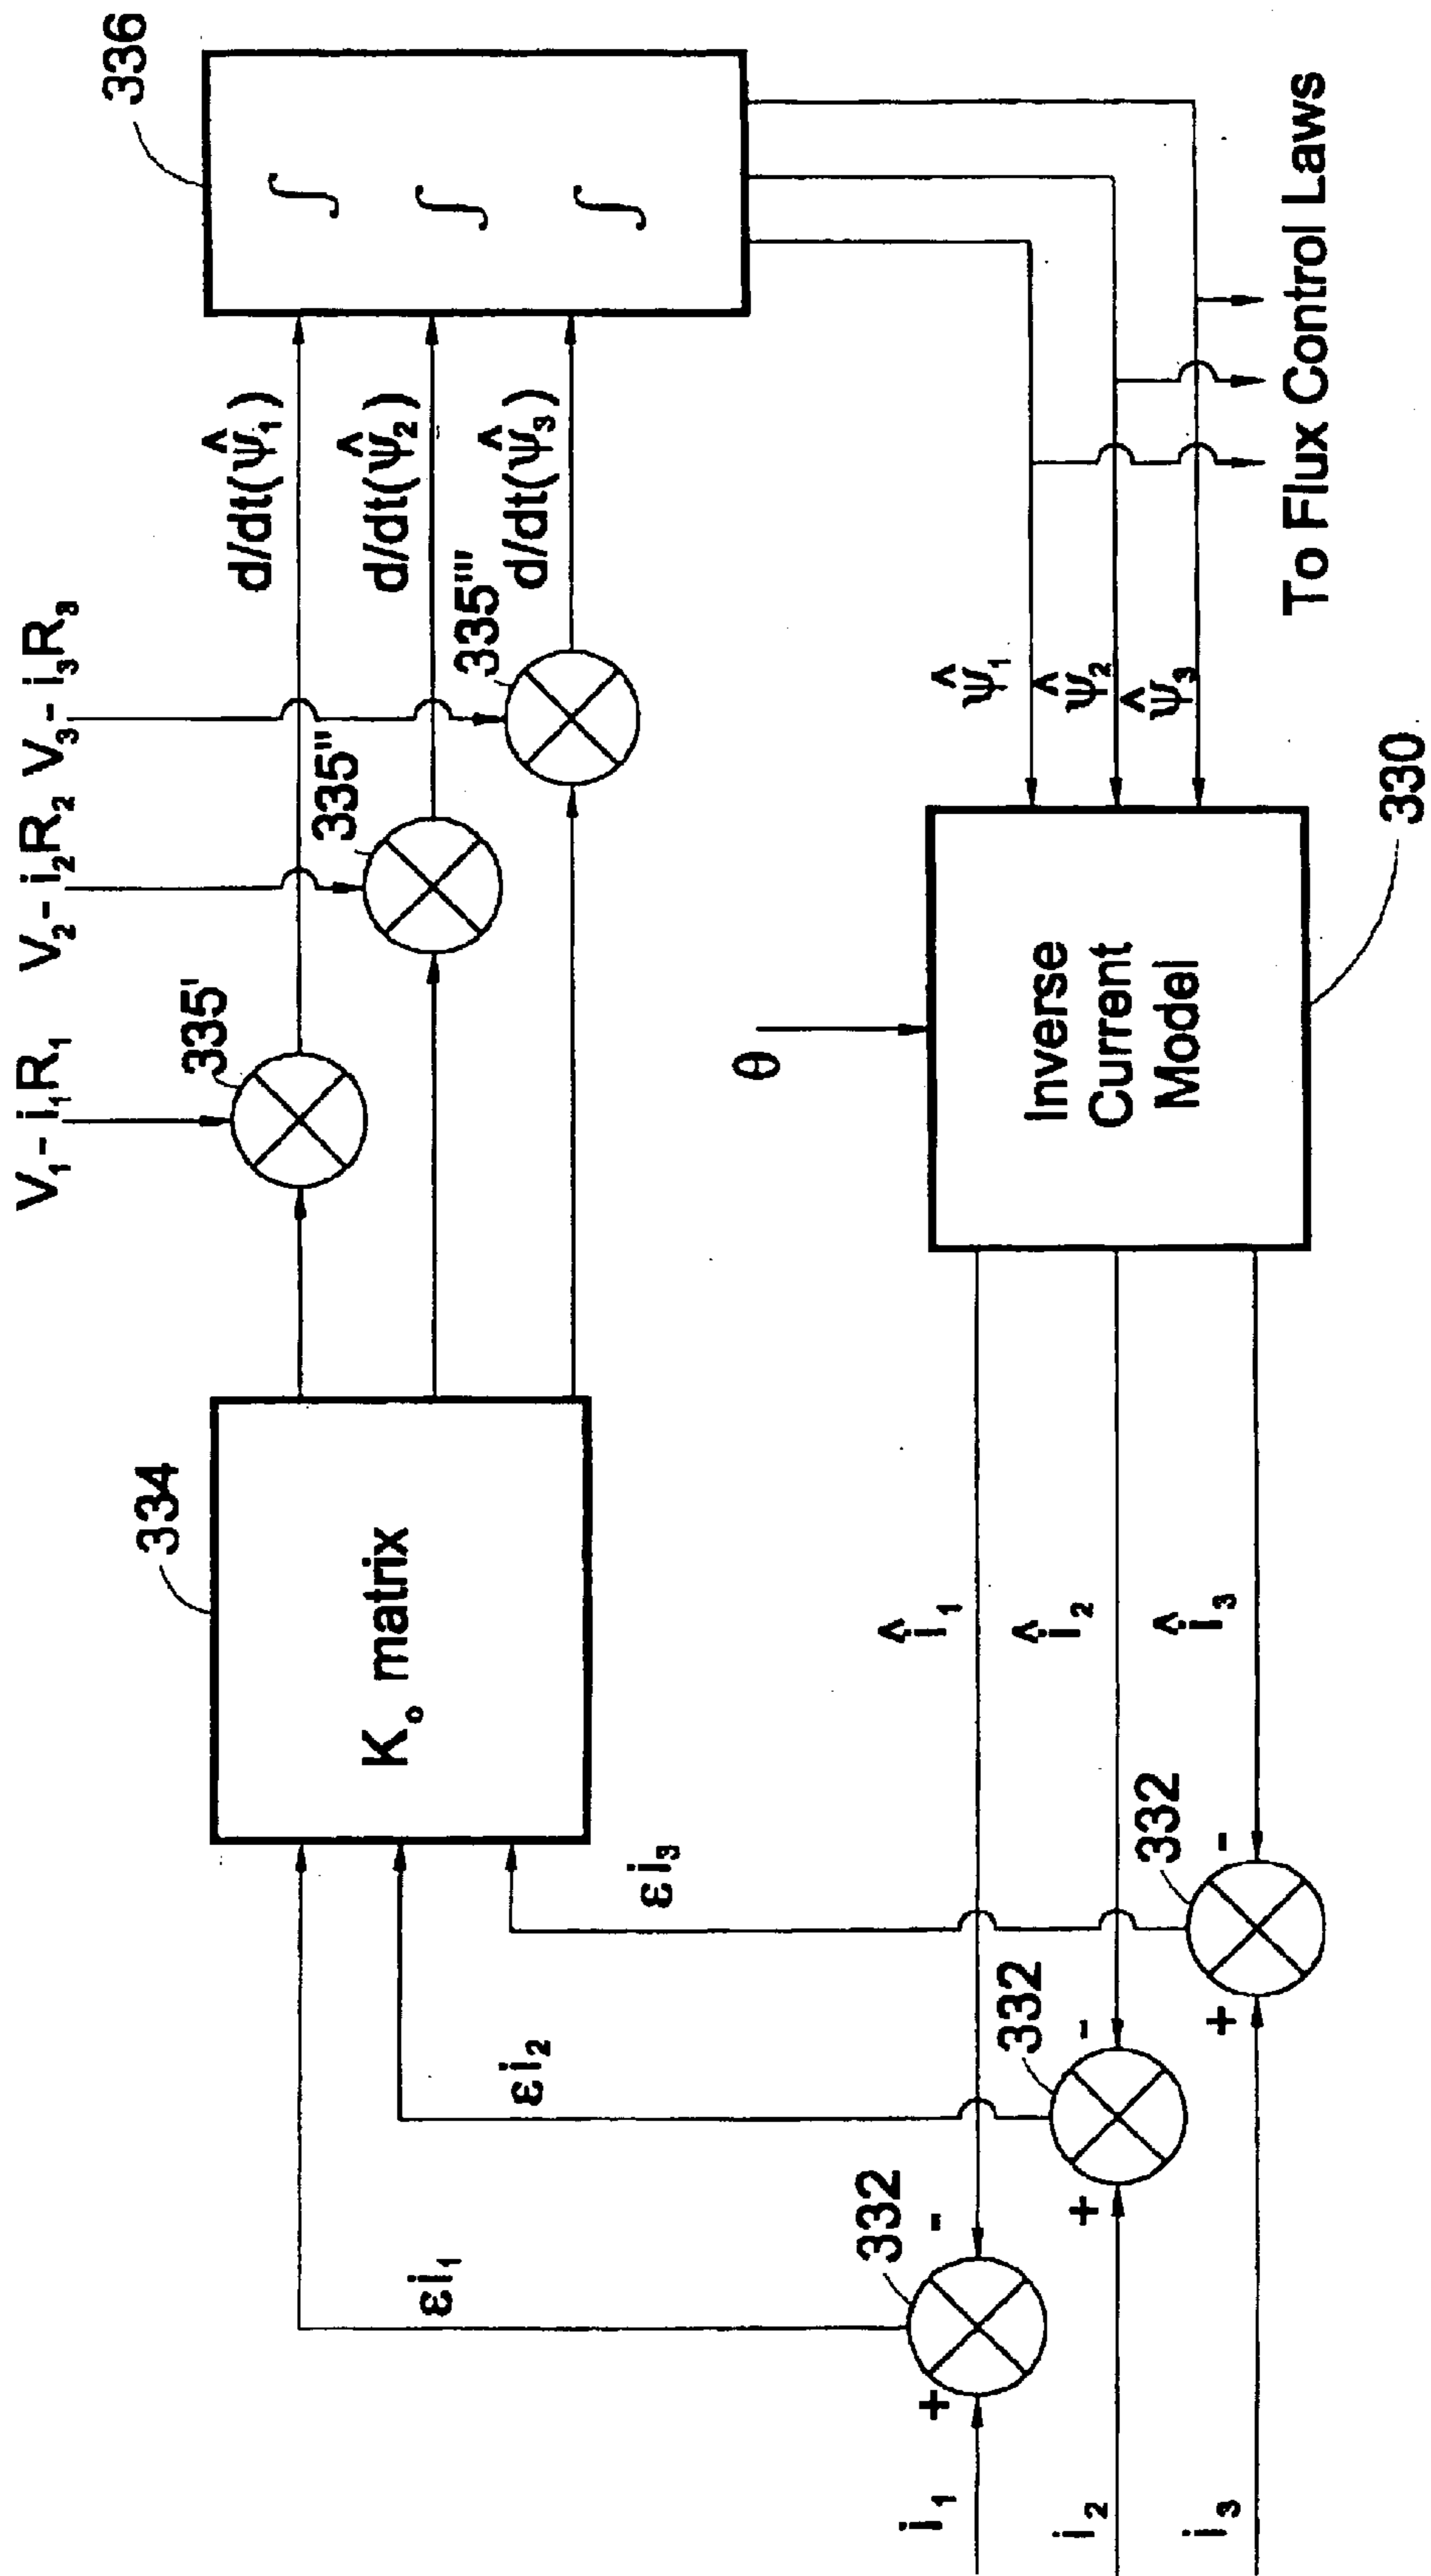 V₁- i₁R₁ V₂- i₂R₂ V₃- i₃R₃
335'
335''
335'''
d/dt(ψ̂₁)
d/dt(ψ̂₂)
d/dt(ψ̂₃)
336
∫
∫
∫
334
Kₒ matrix
εi₁
εi₂
εi₃
θ
Inverse
Current
Model
330
ψ̂₁
ψ̂₂
ψ̂₃
To Flux Control Laws
î₁
î₂
î₃
332
332
332
+
-
+
-
+
-
i₁
i₂
i₃